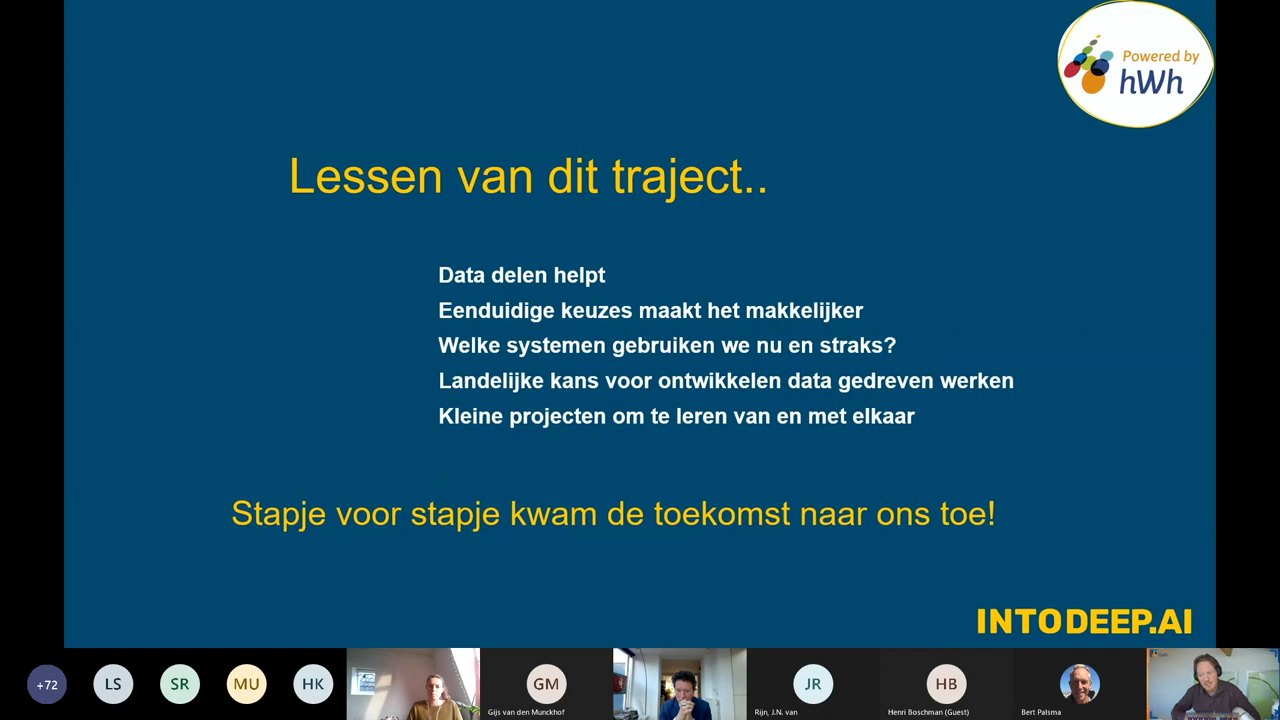 Powered by
hWh
Lessen van dit traject..
Data delen helpt
Eenduidige keuzes maakt het makkelijker
Welke systemen gebruiken we nu en straks?
Landelijke kans voor ontwikkelen data gedreven werken
Kleine projecten om te leren van en met elkaar
Stapje voor stapje kwam de toekomst naar ons toe!
INTODEEP.AI
+72
LS
SR
MU
HK
GM
JR
HB
Gijs van den Munckhof
Rijn, J.N. van
Henri Boschman (Guest)
Bert Palsma